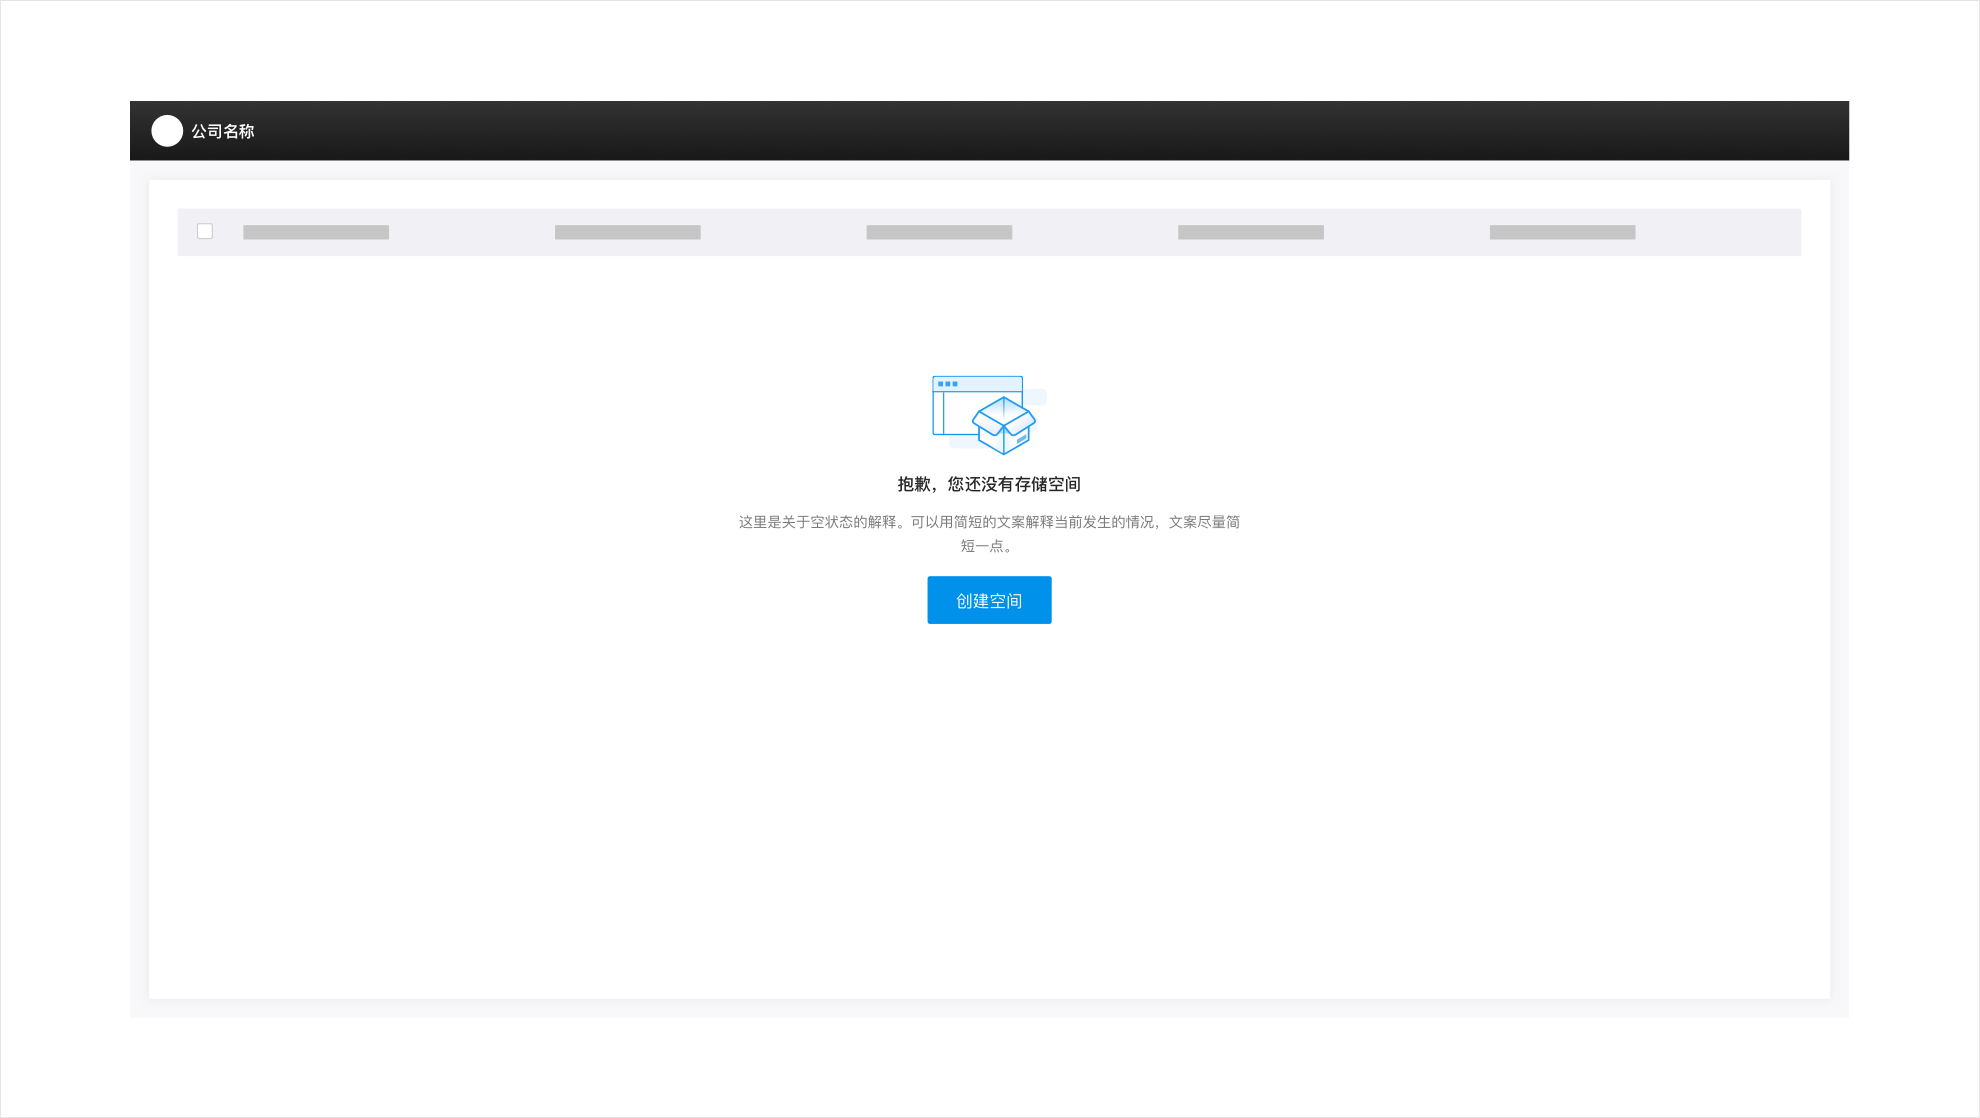 公司名称
抱歉，您还没有存储空间
这里是关于空状态的解释。可以用简短的文案解释当前发生的情况，文案尽量简
短一点。
创建空间